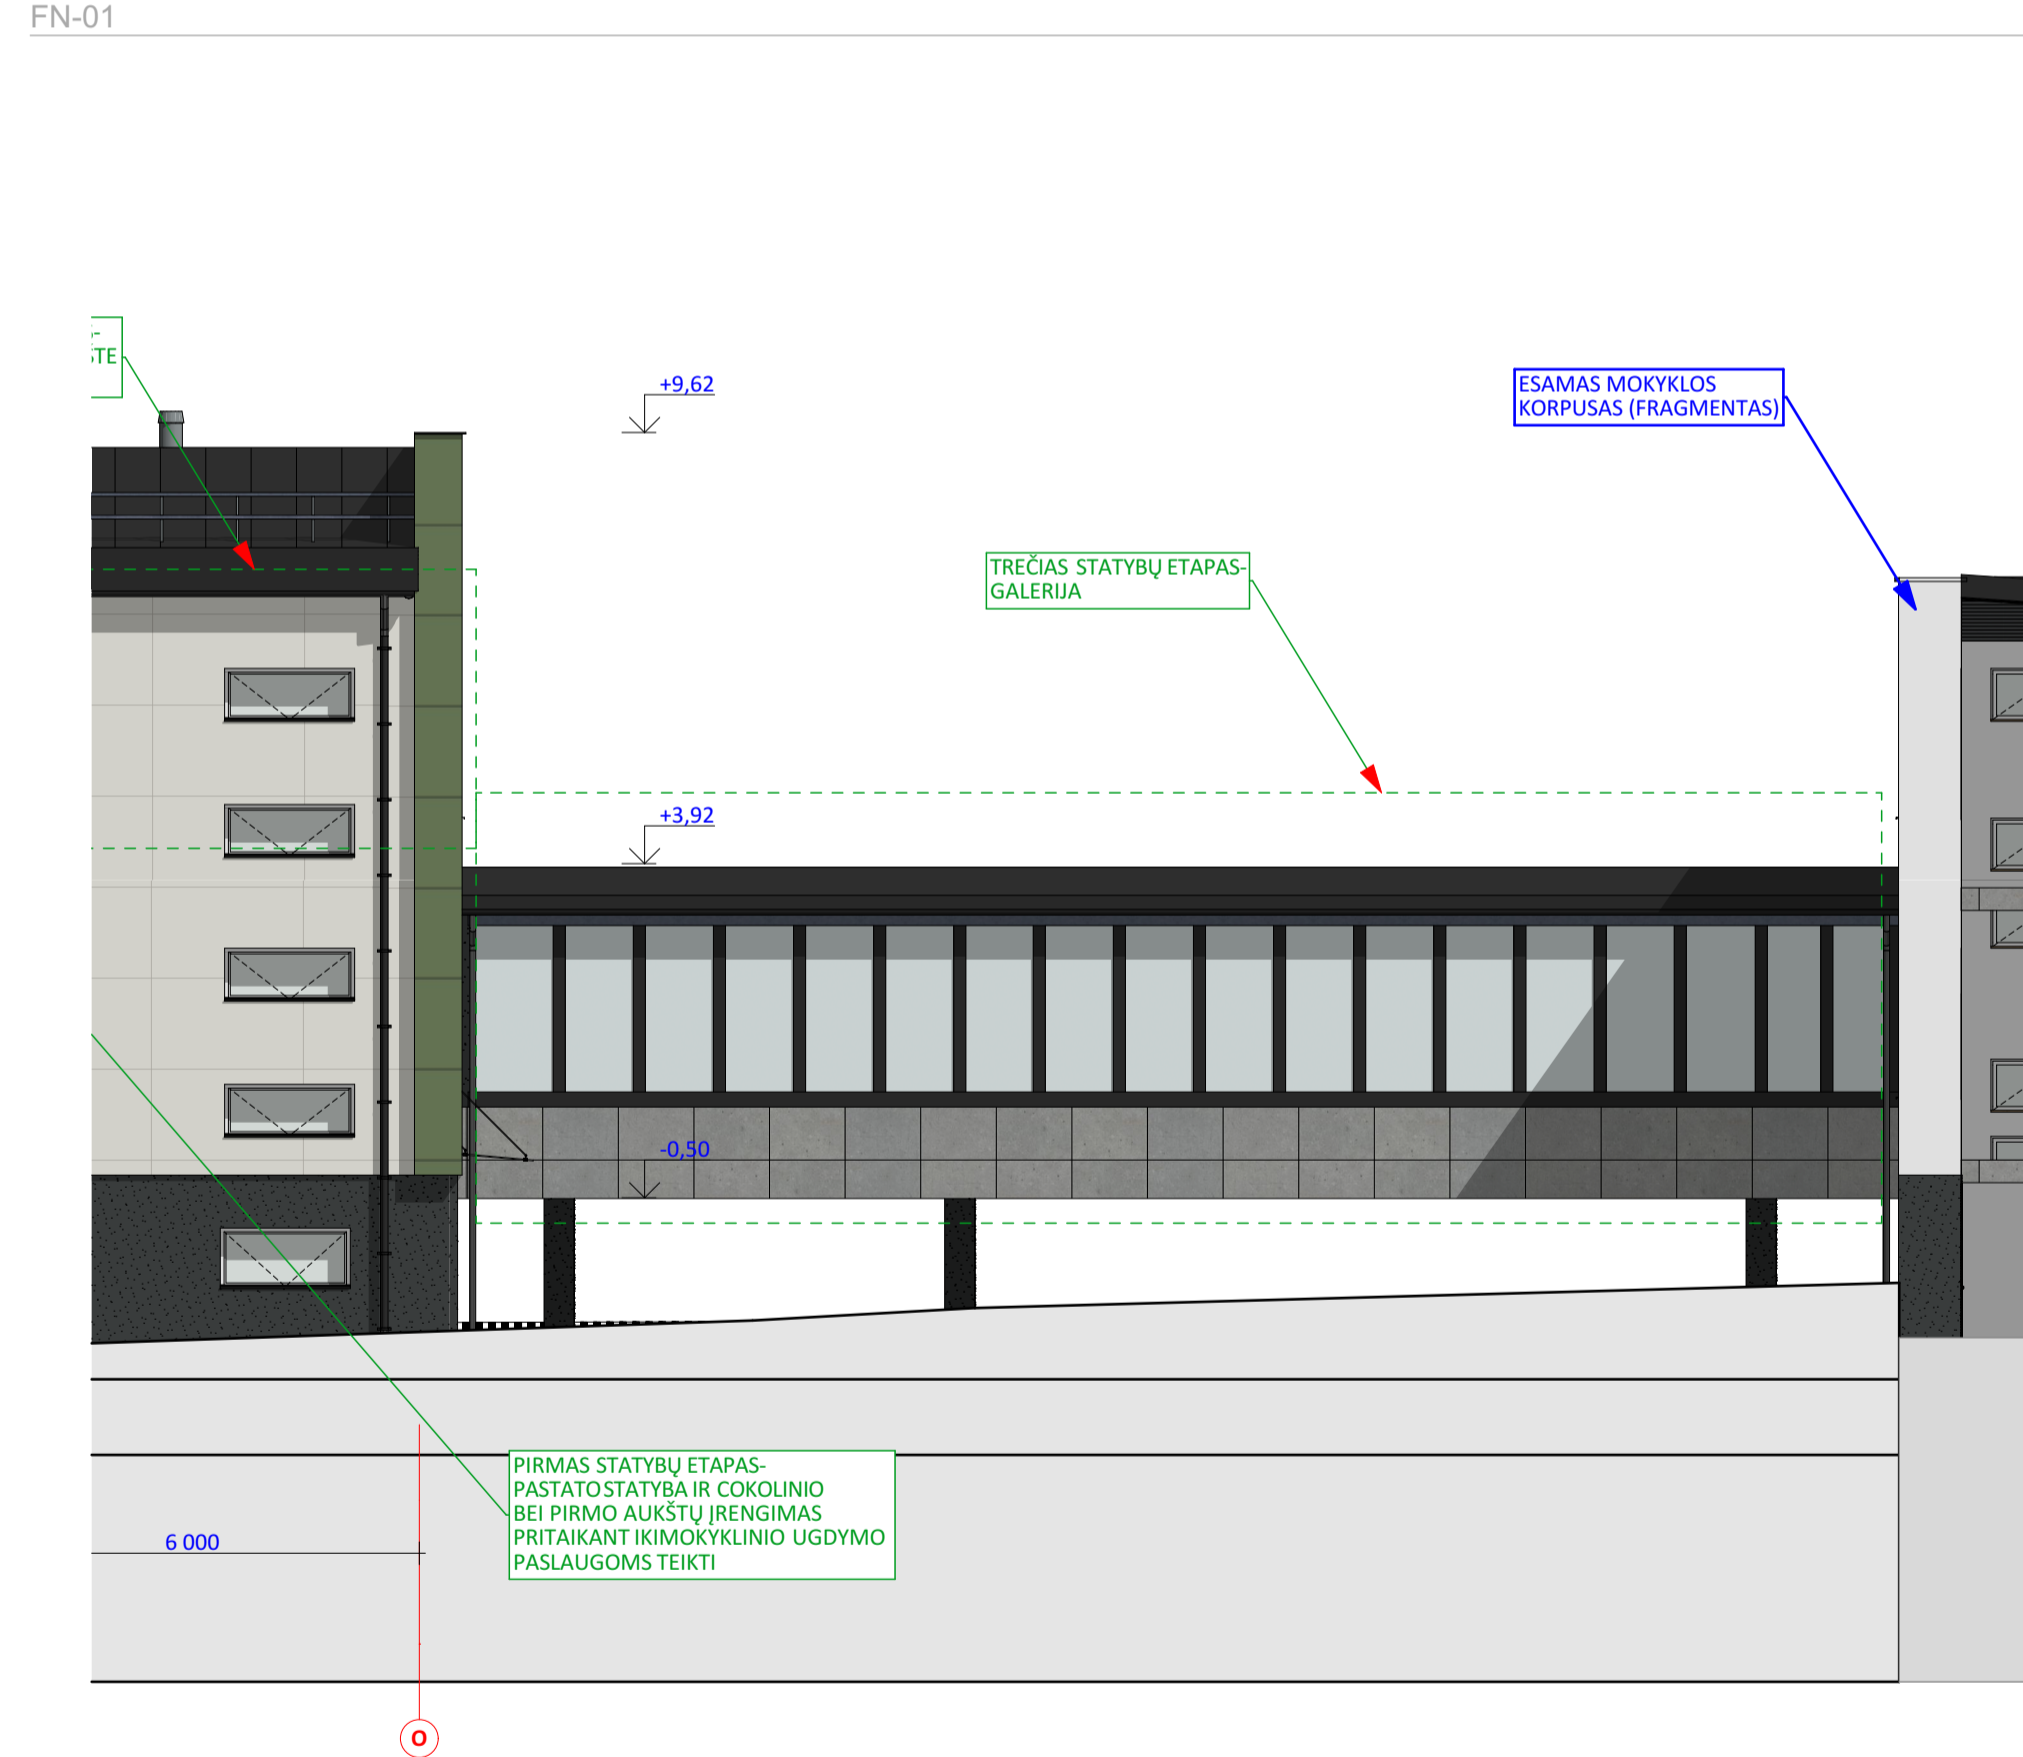 FN-01
+9,62
ESAMAS MOKYKLOS
KORPUSAS (FRAGMENTAS)
TREČIAS STATYBŲ ETAPAS-
GALERIJA
+3,92
-0,50
PIRMAS STATYBŲ ETAPAS-
PASTATO STATYBA IR COKOLINIO
BEI PIRMO AUKŠTŲ ĮRENGIMAS
PRITAIKANT IKIMOKYKLINIO UGDYMO
PASLAUGOMS TEIKTI
6 000
O